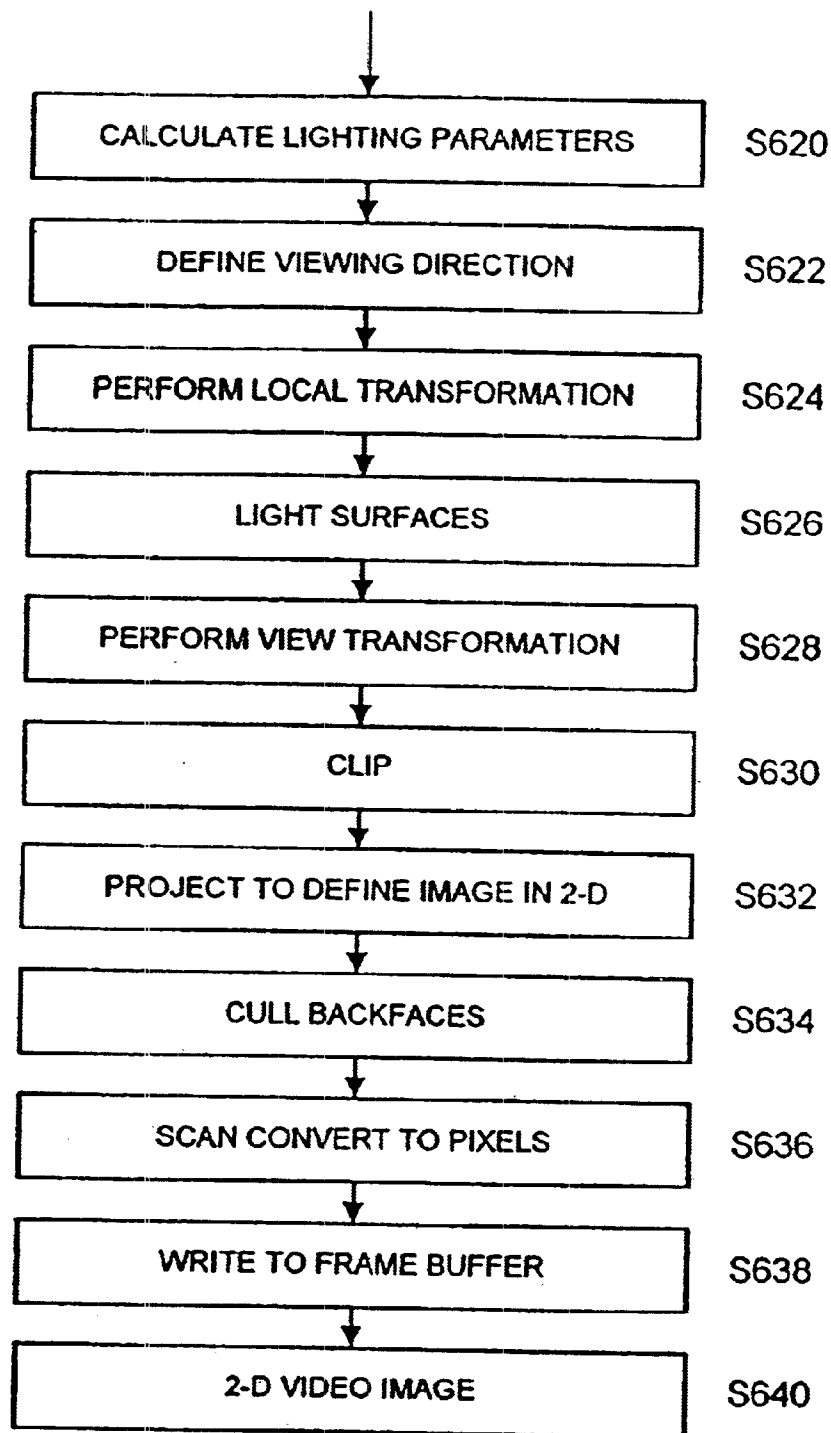 CALCULATE LIGHTING PARAMETERS S620
DEFINE VIEWING DIRECTION S622
PERFORM LOCAL TRANSFORMATION S624
LIGHT SURFACES S626
PERFORM VIEW TRANSFORMATION S628
CLIP S630
PROJECT TO DEFINE IMAGE IN 2-D S632
CULL BACKFACES S634
SCAN CONVERT TO PIXELS S636
WRITE TO FRAME BUFFER S638
2-D VIDEO IMAGE S640